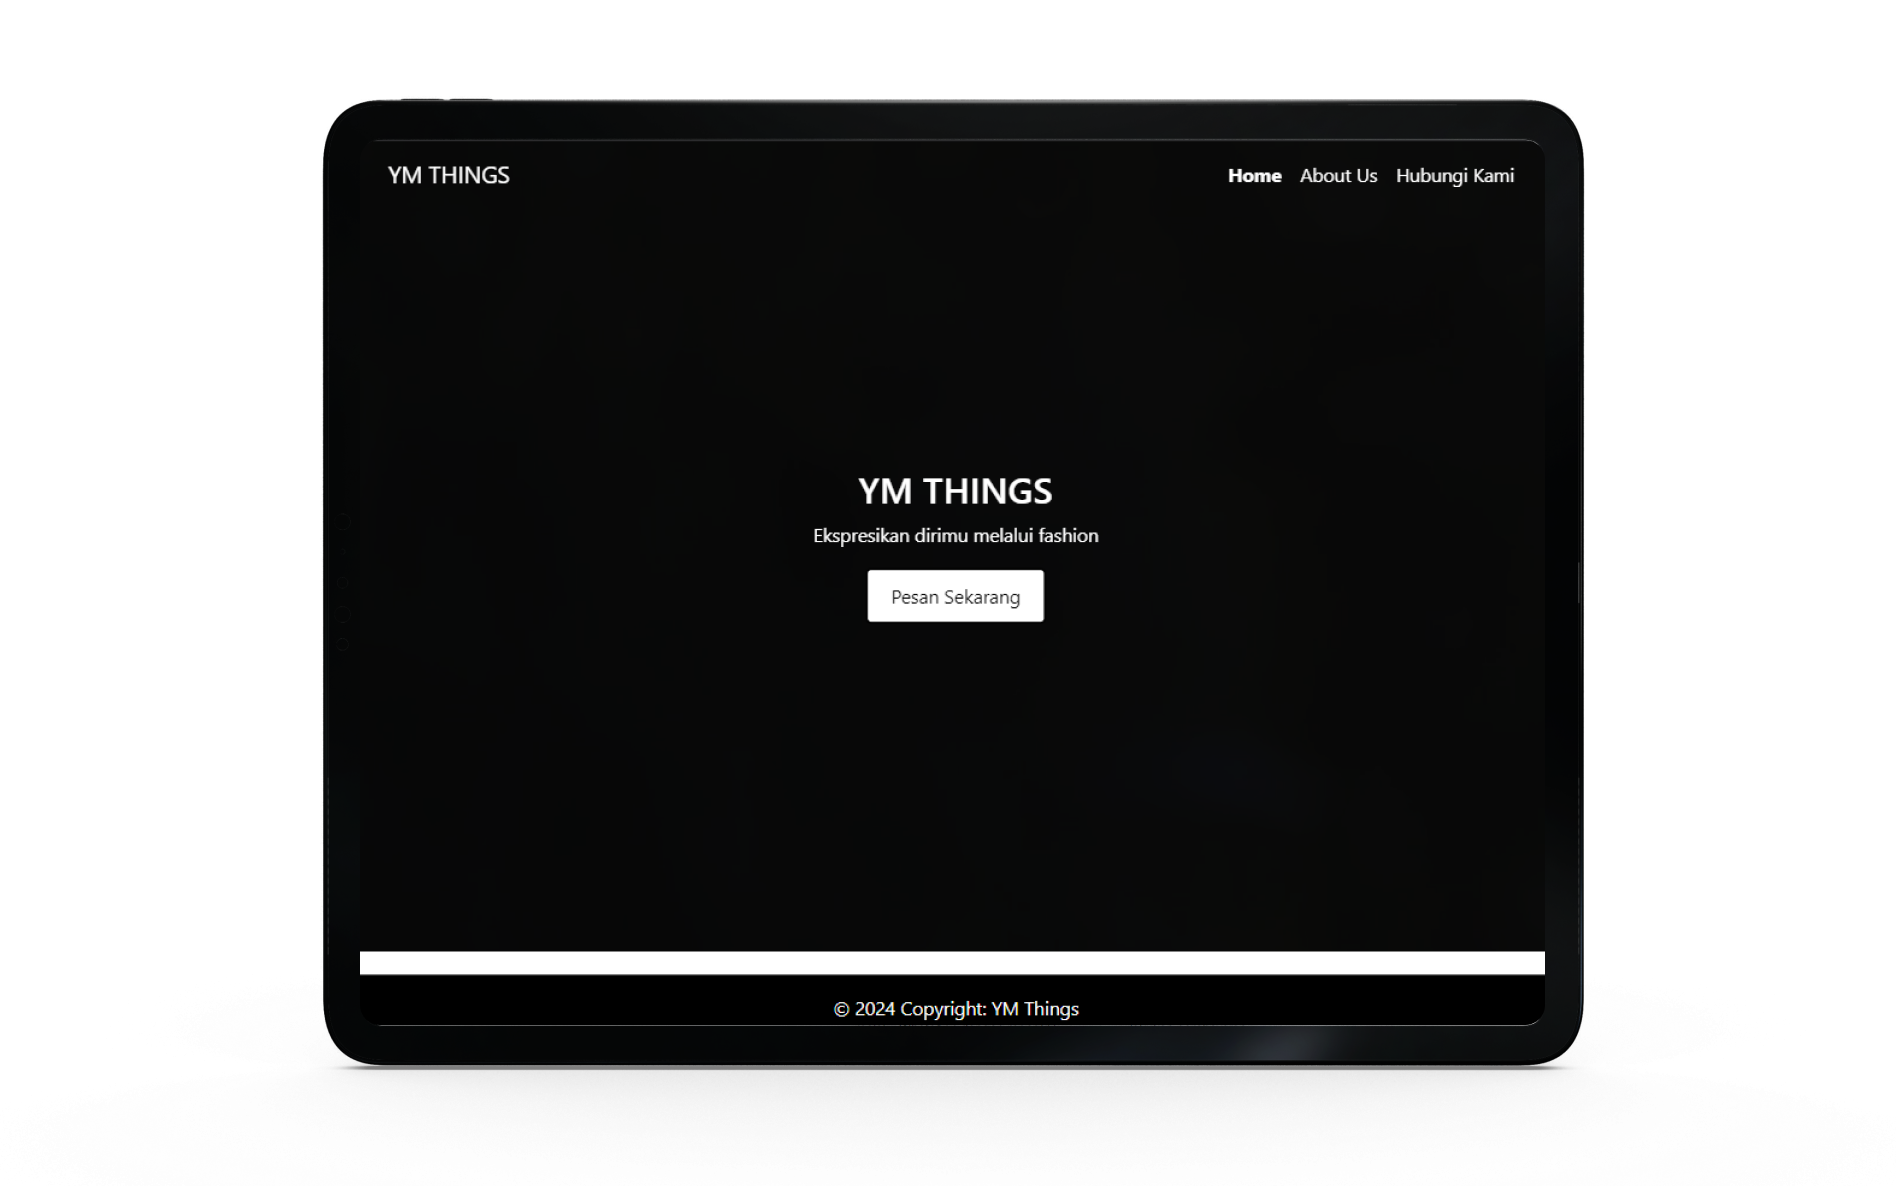 YM THINGS
Home About Us Hubungi Kami
YM THINGS
Ekspresikan dirimu melalui fashion
Pesan Sekarang
© 2024 Copyright: YM Things